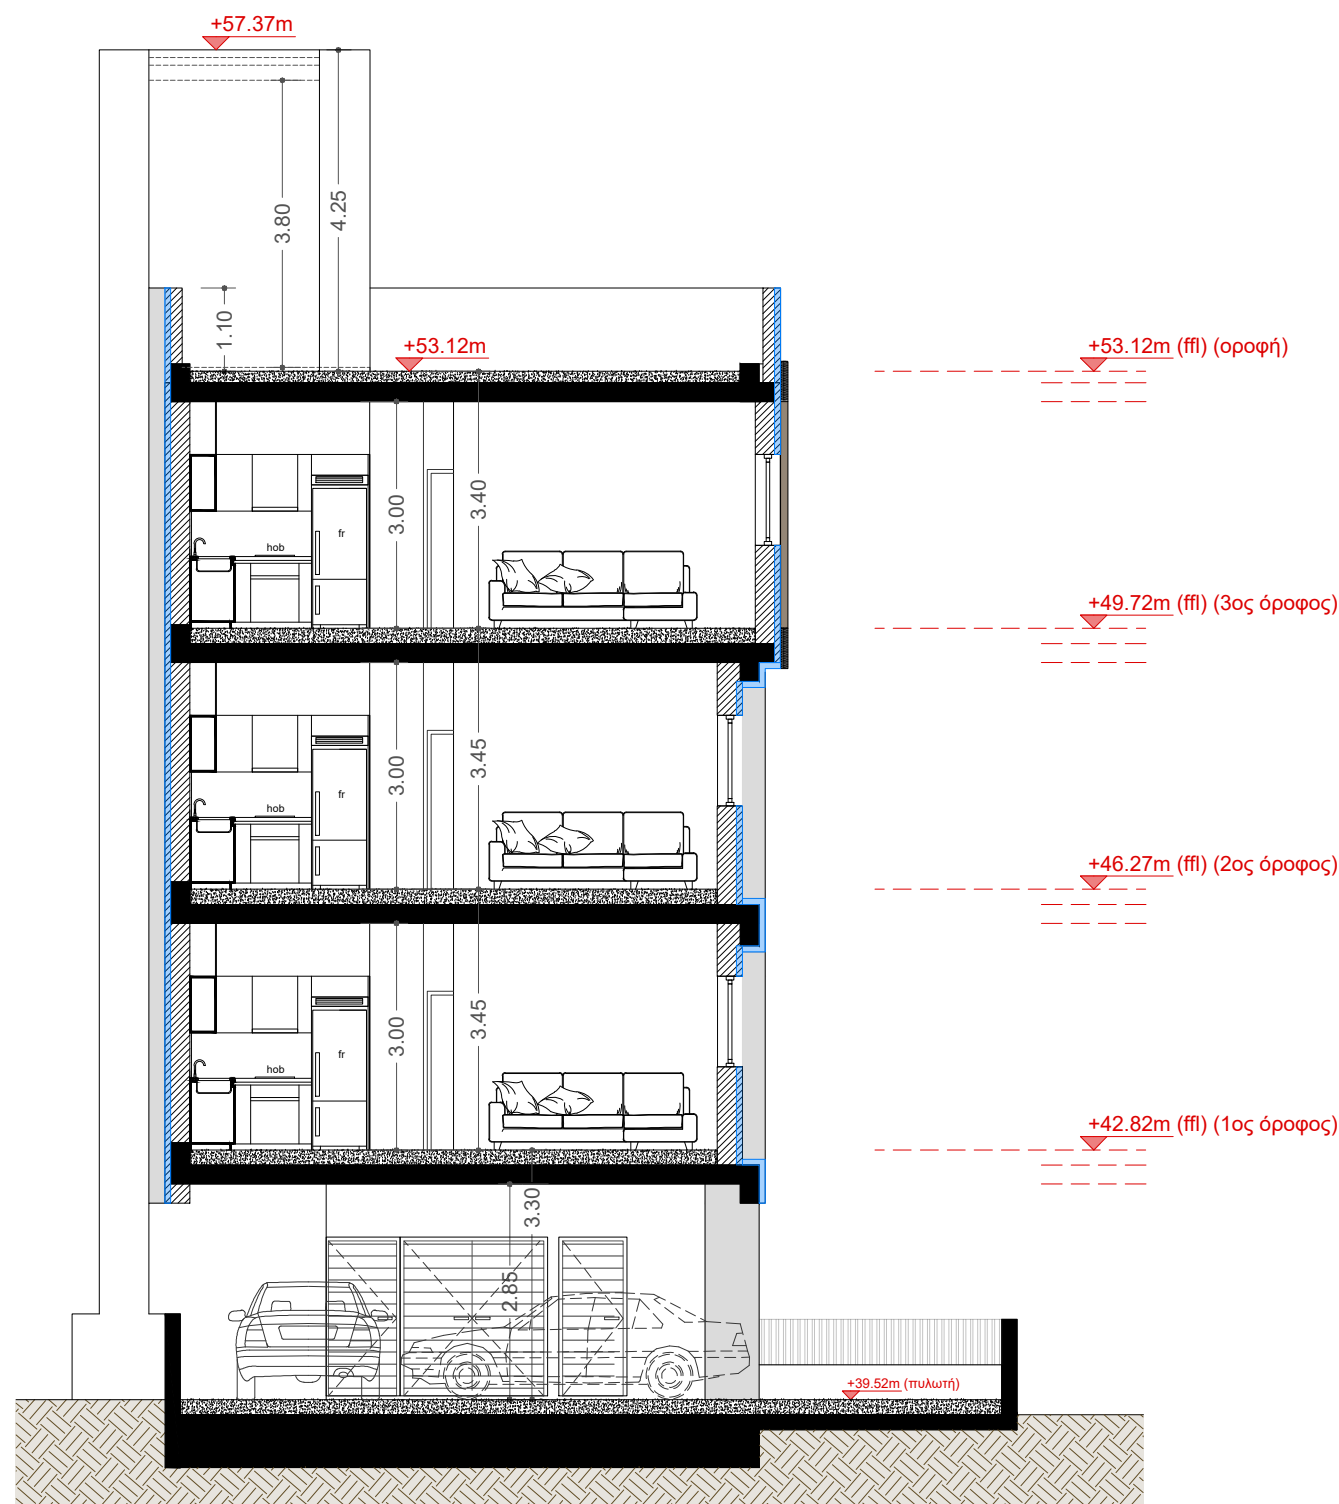 +57.37m
3.80
4.25
1.10
+53.12m
+53.12m (ffl) (οροφή)
3.00
3.40
fr
hob
+49.72m (ffl) (3ος όροφος)
3.00
3.45
fr
hob
+46.27m (ffl) (2ος όροφος)
3.00
3.45
fr
hob
+42.82m (ffl) (1ος όροφος)
3.30
2.85
+39.52m (πυλωτή)